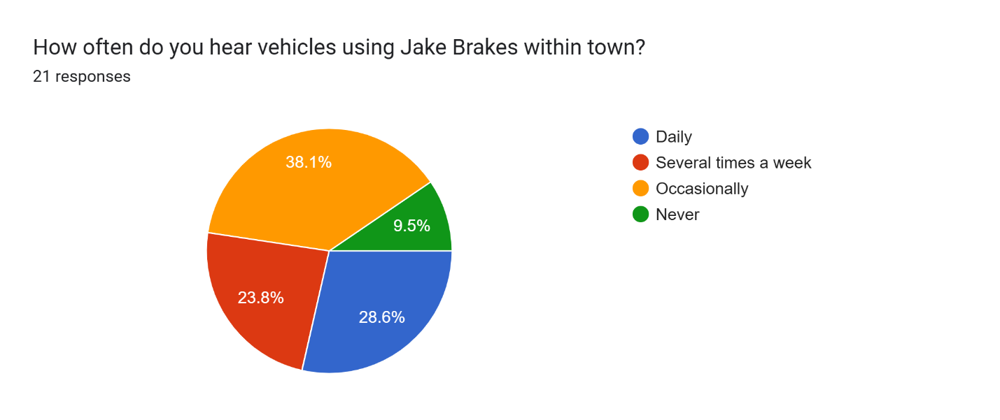 How often do you hear vehicles using Jake Brakes within town?
21 responses
38.1%
9.5%
23.8%
28.6%
Daily
Several times a week
Occasionally
Never